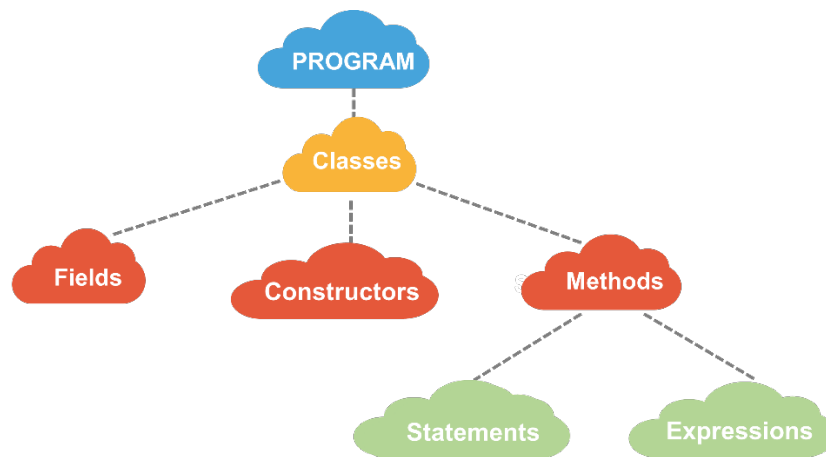 PROGRAM
Classes
Fields
Constructors
Methods
Statements
Expressions